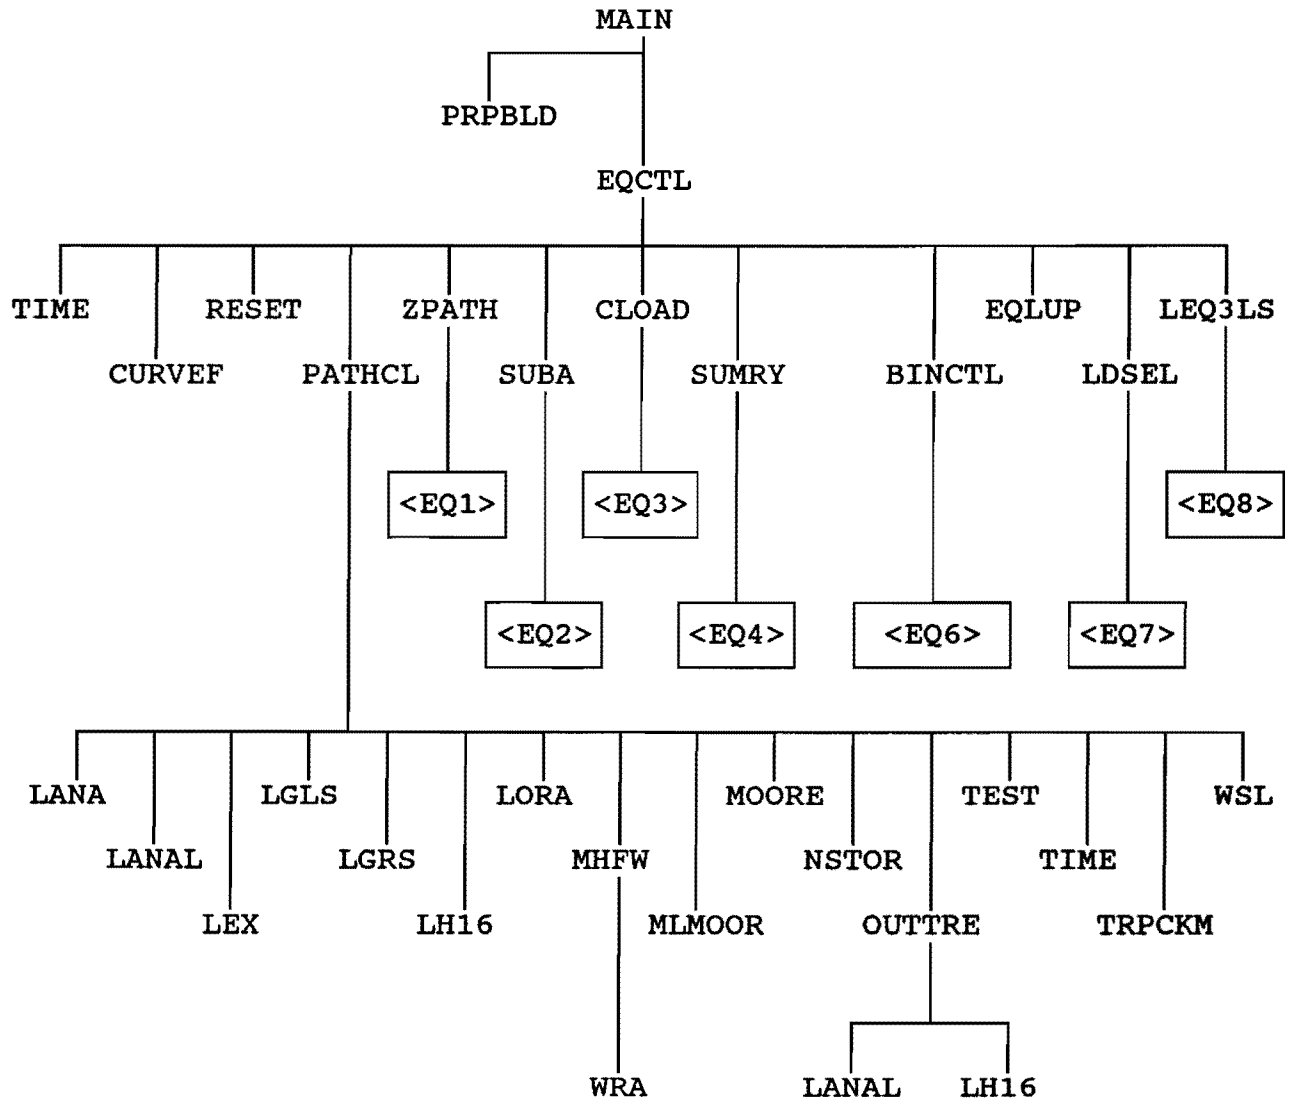 MAIN
PRPBLD
EQCTL
TIME RESET ZPATH CLOAD EQLUP LEQ3LS
CURVEF PATHCL SUBA SUMRY BINCTL LDSEL
<EQ1> <EQ3> <EQ8>
<EQ2> <EQ4> <EQ6> <EQ7>
LANA LGLS LORA MOORE TEST WSL
LANAL LGRS MHFW NSTOR TIME
LEX LH16 MLMOOR OUTTRE TRPCKM
WRA LANAL LH16